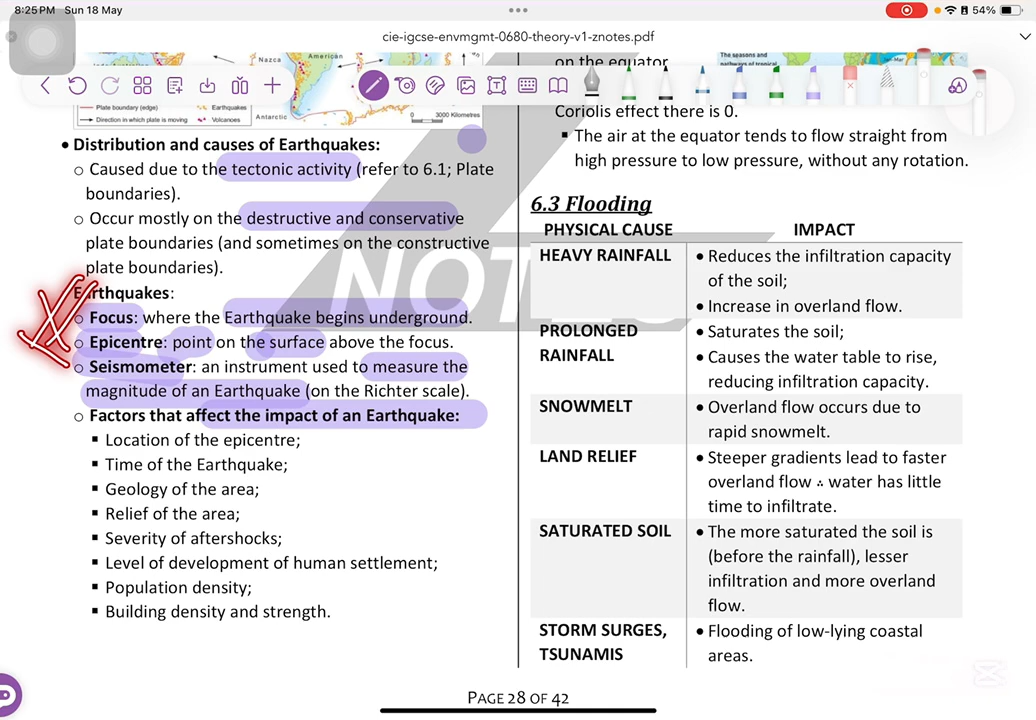 8:25 PM Sun 18 May
54%
cie-igcse-envmgmt-0680-theory-v1-znotes.pdf
Nazca
American
Plate boundary (edge)
Earthquakes
Direction in which plate is moving
Volcanoes
Antarctic
0 3000 Kilometres
• Distribution and causes of Earthquakes:
o Caused due to the tectonic activity (refer to 6.1; Plate
boundaries).
o Occur mostly on the destructive and conservative
plate boundaries (and sometimes on the constructive
plate boundaries).
Earthquakes:
o Focus: where the Earthquake begins underground.
o Epicentre: point on the surface above the focus.
o Seismometer: an instrument used to measure the
magnitude of an Earthquake (on the Richter scale).
o Factors that affect the impact of an Earthquake:
▪ Location of the epicentre;
▪ Time of the Earthquake;
▪ Geology of the area;
▪ Relief of the area;
▪ Severity of aftershocks;
▪ Level of development of human settlement;
▪ Population density;
▪ Building density and strength.
on the equator
The seasons and
pathways of tropical
Coriolis effect there is 0.
▪ The air at the equator tends to flow straight from
high pressure to low pressure, without any rotation.
6.3 Flooding
PHYSICAL CAUSE IMPACT
HEAVY RAINFALL • Reduces the infiltration capacity
of the soil;
• Increase in overland flow.
PROLONGED • Saturates the soil;
RAINFALL • Causes the water table to rise,
reducing infiltration capacity.
SNOWMELT • Overland flow occurs due to
rapid snowmelt.
LAND RELIEF • Steeper gradients lead to faster
overland flow ∴ water has little
time to infiltrate.
SATURATED SOIL • The more saturated the soil is
(before the rainfall), lesser
infiltration and more overland
flow.
STORM SURGES, • Flooding of low-lying coastal
TSUNAMIS areas.
PAGE 28 OF 42